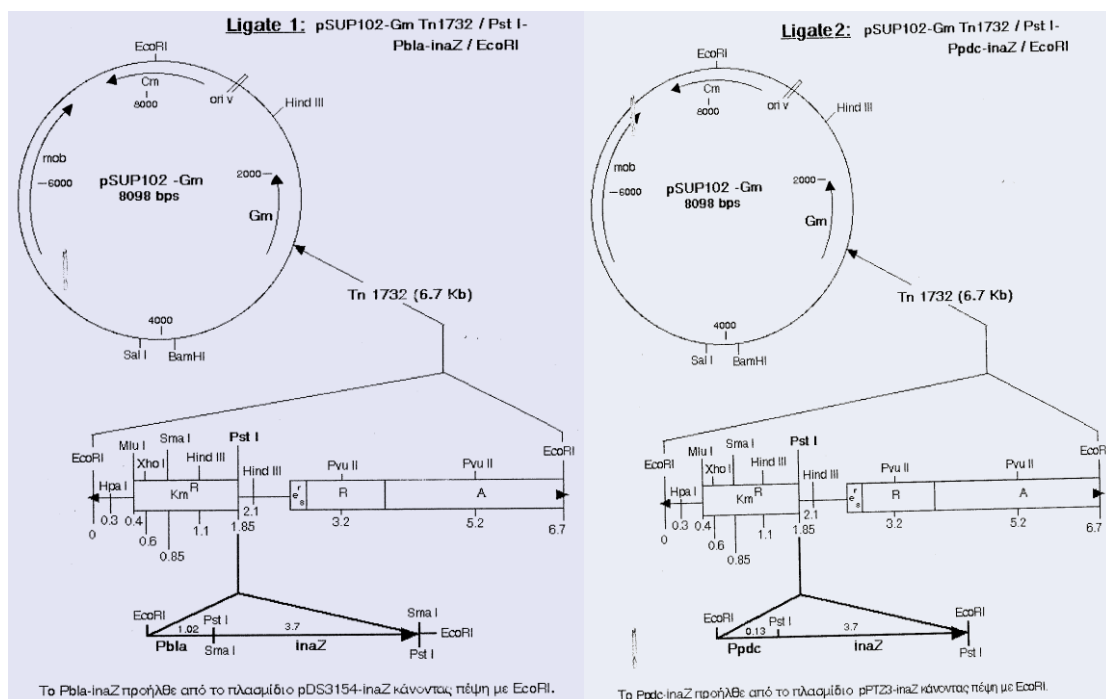 Ligate 1: pSUP102-Gm Tn1732 / Pst I-
Pbla-inaZ / EcoRI
EcoRI
Cm
8000
ori v
Hind III
mob
6000
pSUP102 -Gm
8098 bps
2000
Gm
Tn 1732 (6.7 Kb)
4000
Sal I
BamHI
EcoRI
Hpa I
Mlu I
Xho I
Sma I
Hind III
Pst I
Hind III
Pvu II
Pvu II
EcoRI
Km R
res
R
A
0
0.3
0.4
0.6
0.85
1.1
1.85
2.1
3.2
5.2
6.7
EcoRI
1.02
Pst I
3.7
Sma I
EcoRI
Pbla
Sma I
inaZ
Pst I
Το Pbla-inaZ προήλθε από το πλασμίδιο pDS3154-inaZ κάνοντας πέψη με EcoRI.
Ligate 2: pSUP102-Gm Tn1732 / Pst I-
Ppdc-inaZ / EcoRI
EcoRI
Cm
8000
ori v
Hind III
mob
6000
pSUP102 -Gm
8098 bps
2000
Gm
Tn 1732 (6.7 Kb)
4000
Sal I
BamHI
EcoRI
Hpa I
Mlu I
Xho I
Sma I
Hind III
Pst I
Hind III
Pvu II
Pvu II
EcoRI
Km R
res
R
A
0
0.3
0.4
0.6
0.85
1.1
1.85
2.1
3.2
5.2
6.7
EcoRI
0.13
Pst I
3.7
EcoRI
Ppdc
inaZ
Pst I
Το Ppdc-inaZ προήλθε από το πλασμίδιο pPTZ3-inaZ κάνοντας πέψη με EcoRI.